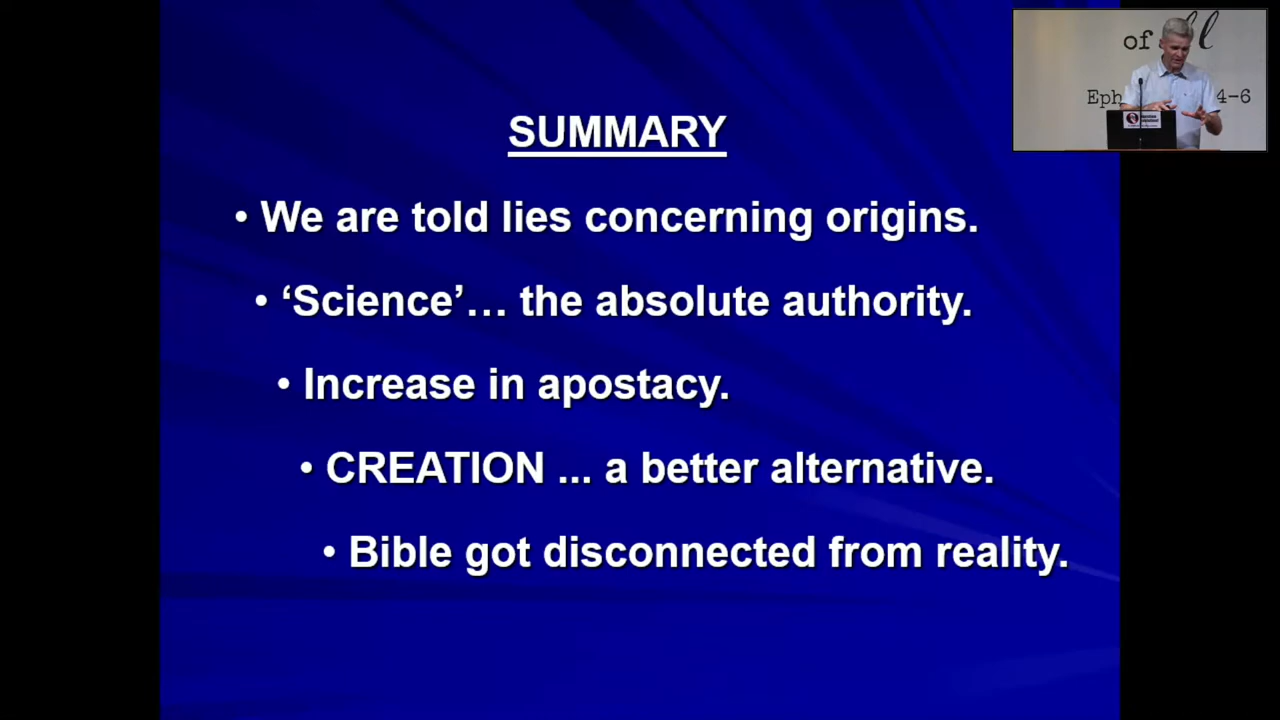 SUMMARY
• We are told lies concerning origins.
• ‘Science’… the absolute authority.
• Increase in apostacy.
• CREATION ... a better alternative.
• Bible got disconnected from reality.
of
4-6